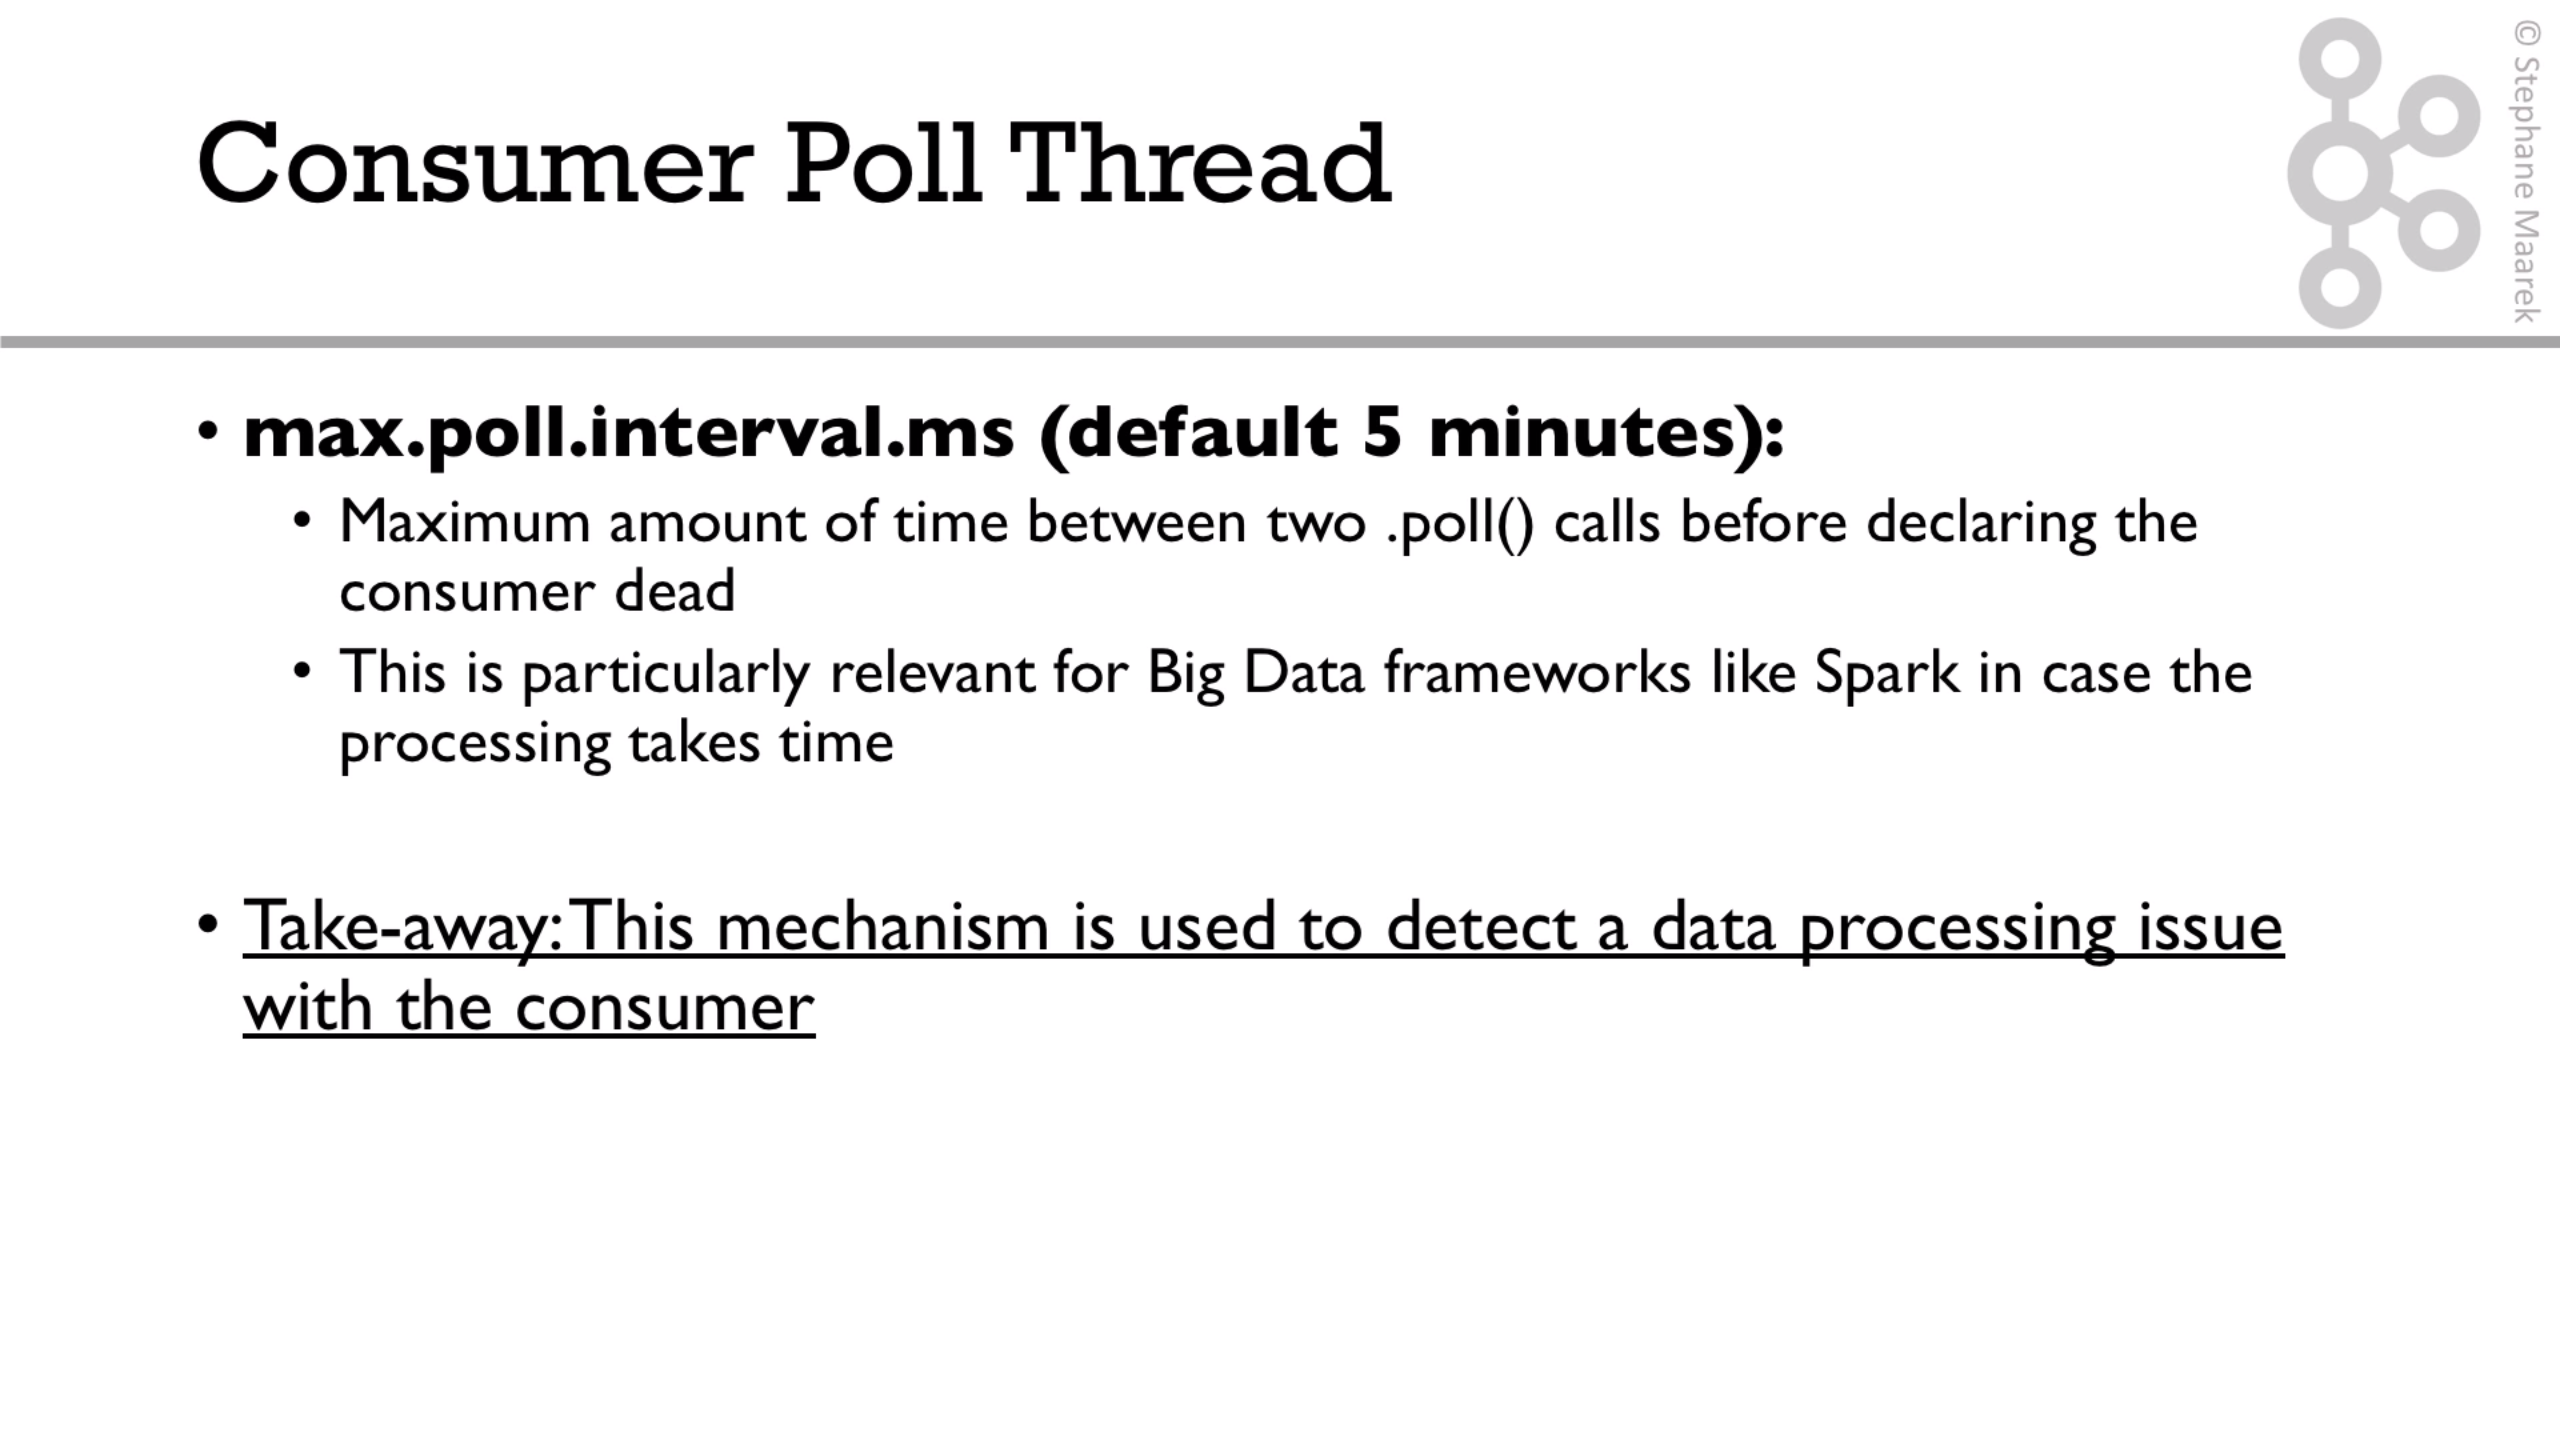 Consumer Poll Thread
© Stephane Maarek
• max.poll.interval.ms (default 5 minutes):
• Maximum amount of time between two .poll() calls before declaring the
consumer dead
• This is particularly relevant for Big Data frameworks like Spark in case the
processing takes time
• Take-away: This mechanism is used to detect a data processing issue
with the consumer